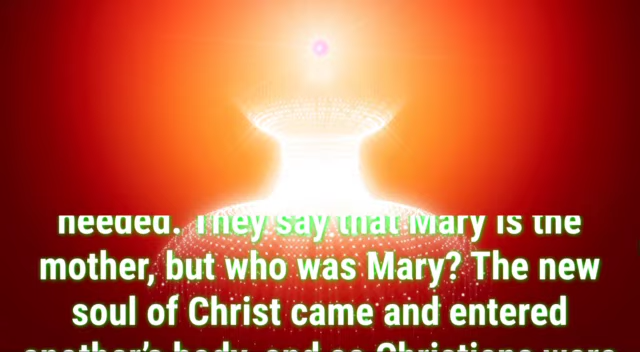 needed. They say that Mary is the
mother, but who was Mary? The new
soul of Christ came and entered
another's body, and so Christians were